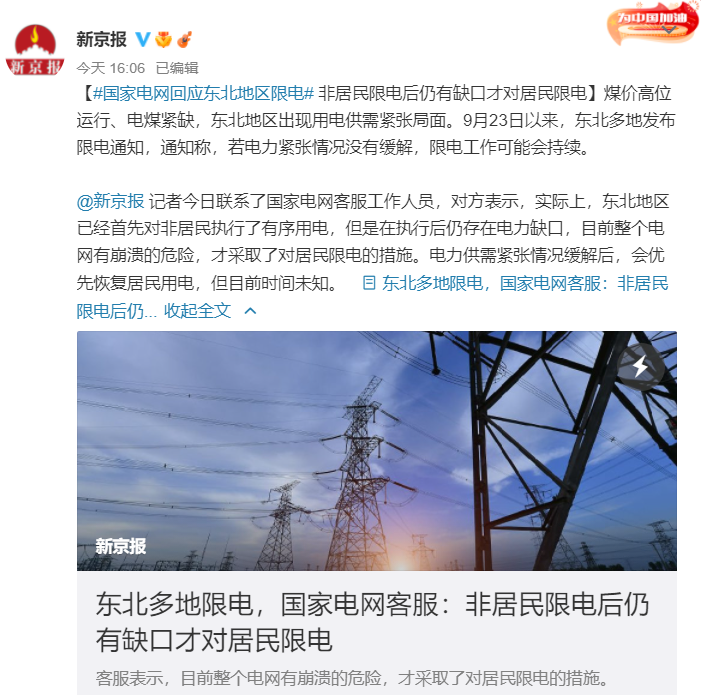 为中国加油
新京报
新京报
今天 16:06 已编辑
【#国家电网回应东北地区限电# 非居民限电后仍有缺口才对居民限电】煤价高位
运行、电煤紧缺，东北地区出现用电供需紧张局面。9月23日以来，东北多地发布
限电通知，通知称，若电力紧张情况没有缓解，限电工作可能会持续。
@新京报 记者今日联系了国家电网客服工作人员，对方表示，实际上，东北地区
已经首先对非居民执行了有序用电，但是在执行后仍存在电力缺口，目前整个电
网有崩溃的危险，才采取了对居民限电的措施。电力供需紧张情况缓解后，会优
先恢复居民用电，但目前时间未知。 东北多地限电，国家电网客服：非居民
限电后仍... 收起全文
新京报
东北多地限电，国家电网客服：非居民限电后仍
有缺口才对居民限电
客服表示，目前整个电网有崩溃的危险，才采取了对居民限电的措施。